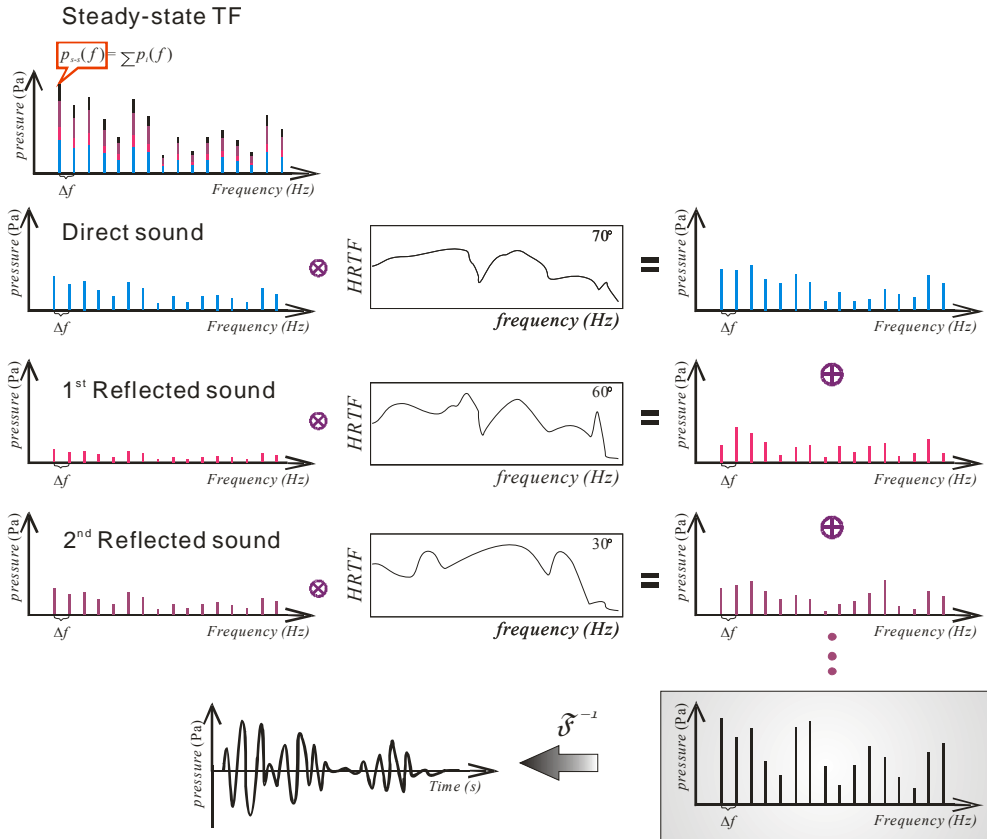 Steady-state TF
p_{s-s}(f) = ∑p_i(f)
pressure (Pa)
Δf
Frequency (Hz)
Direct sound
pressure (Pa)
Δf
Frequency (Hz)
⊗
HRTF
70°
frequency (Hz)
=
pressure (Pa)
Δf
Frequency (Hz)
1st Reflected sound
pressure (Pa)
Δf
Frequency (Hz)
⊗
HRTF
60°
frequency (Hz)
=
⊕
pressure (Pa)
Δf
Frequency (Hz)
2nd Reflected sound
pressure (Pa)
Δf
Frequency (Hz)
⊗
HRTF
30°
frequency (Hz)
=
⊕
pressure (Pa)
Δf
Frequency (Hz)
pressure (Pa)
Time (s)
𝔉⁻¹
pressure (Pa)
Δf
Frequency (Hz)